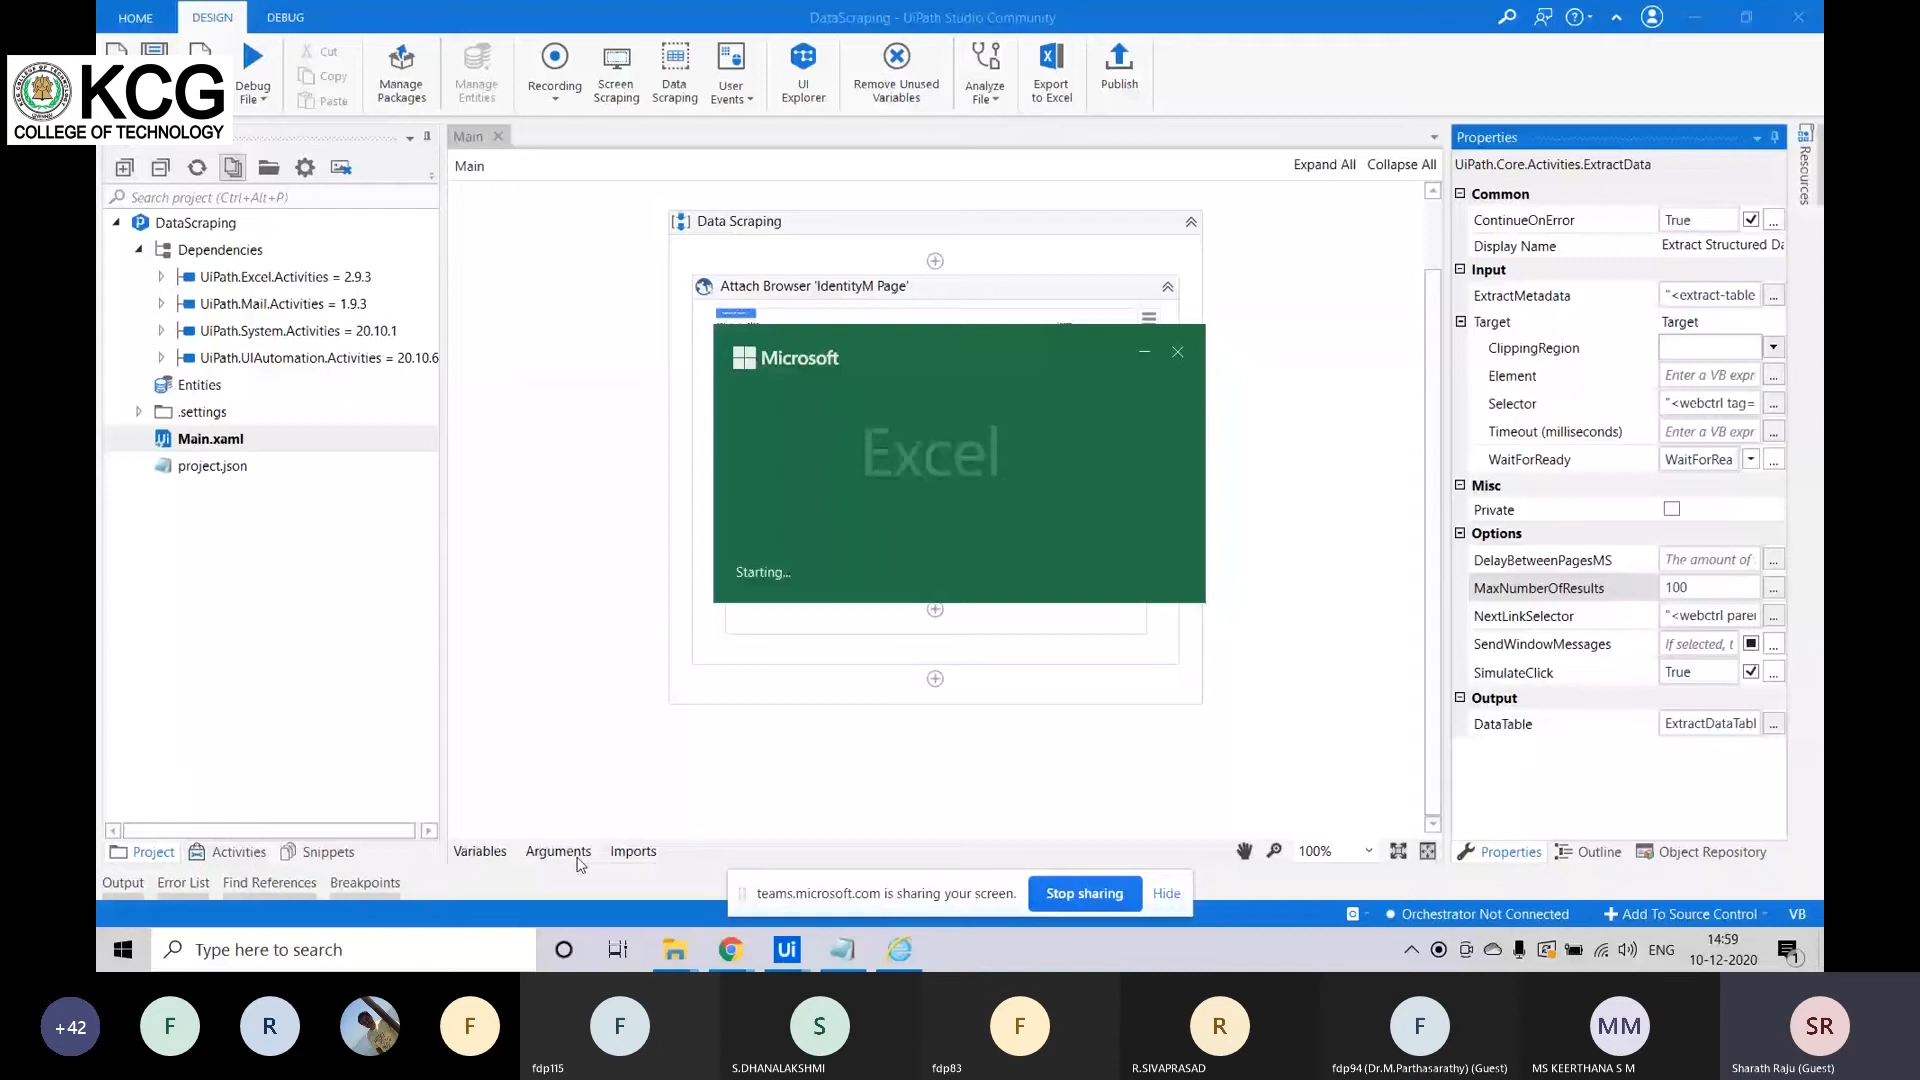 HOME
DESIGN
DEBUG
DataScraping - UiPath Studio Community
KCG
COLLEGE OF TECHNOLOGY
Debug File
Cut
Copy
Paste
Manage Packages
Manage Entities
Recording
Screen Scraping
Data Scraping
User Events
UI Explorer
Remove Unused Variables
Analyze File
Export to Excel
Publish
Main
Main
Expand All
Collapse All
Search project (Ctrl+Alt+P)
DataScraping
Dependencies
UiPath.Excel.Activities = 2.9.3
UiPath.Mail.Activities = 1.9.3
UiPath.System.Activities = 20.10.1
UiPath.UIAutomation.Activities = 20.10.6
Entities
.settings
Main.xaml
project.json
Data Scraping
Attach Browser 'IdentityM Page'
Microsoft
Excel
Starting...
Properties
Resources
UiPath.Core.Activities.ExtractData
Common
ContinueOnError True ...
Display Name Extract Structured Da
Input
ExtractMetadata "<extract-table ...
Target Target
ClippingRegion
Element Enter a VB expr ...
Selector "<webctrl tag= ...
Timeout (milliseconds) Enter a VB expr ...
WaitForReady WaitForRea ...
Misc
Private
Options
DelayBetweenPagesMS The amount of ...
MaxNumberOfResults 100 ...
NextLinkSelector "<webctrl parer ...
SendWindowMessages If selected, t ...
SimulateClick True ...
Output
DataTable ExtractDataTabl ...
Project
Activities
Snippets
Variables
Arguments
Imports
100%
Properties
Outline
Object Repository
Output
Error List
Find References
Breakpoints
teams.microsoft.com is sharing your screen.
Stop sharing
Hide
Orchestrator Not Connected
Add To Source Control
VB
Type here to search
Ui
ENG
14:59
10-12-2020
1
+42
F
R
F
F
S
F
R
F
MM
SR
fdp115
S.DHANALAKSHMI
fdp83
R.SIVAPRASAD
fdp94 (Dr.M.Parthasarathy) (Guest)
MS KEERTHANA S M
Sharath Raju (Guest)